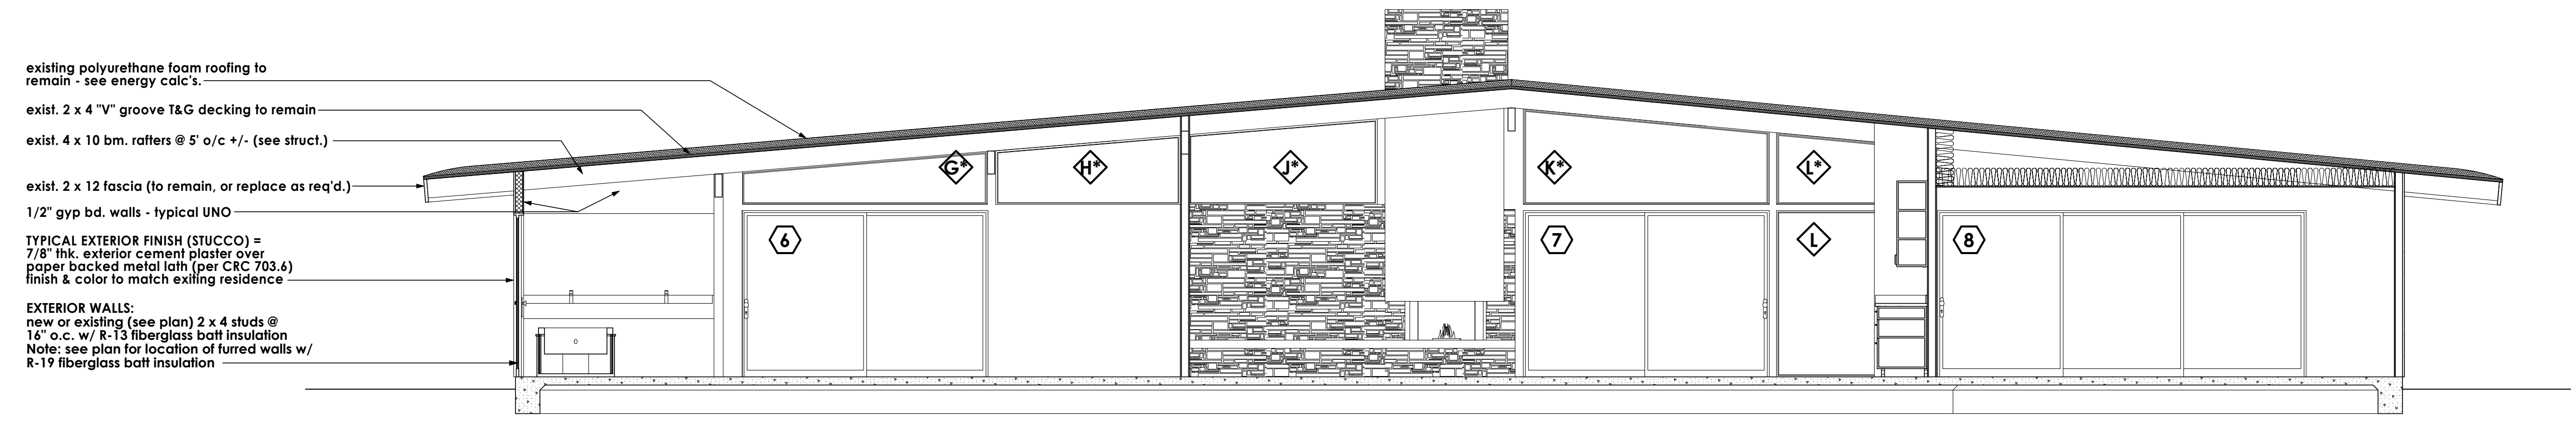 existing polyurethane foam roofing to
remain - see energy calc's.
exist. 2 x 4 "V" groove T&G decking to remain
exist. 4 x 10 bm. rafters @ 5' o/c +/- (see struct.)
exist. 2 x 12 fascia (to remain, or replace as req'd.)
1/2" gyp bd. walls - typical UNO
TYPICAL EXTERIOR FINISH (STUCCO) =
7/8" thk. exterior cement plaster over
paper backed metal lath (per CRC 703.6)
finish & color to match exiting residence
EXTERIOR WALLS:
new or existing (see plan) 2 x 4 studs @
16" o.c. w/ R-13 fiberglass batt insulation
Note: see plan for location of furred walls w/
R-19 fiberglass batt insulation
G*
H*
J*
K*
L*
6
7
L
8